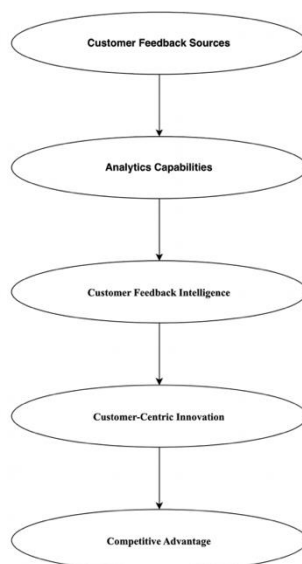 Customer Feedback Sources
Analytics Capabilities
Customer Feedback Intelligence
Customer-Centric Innovation
Competitive Advantage